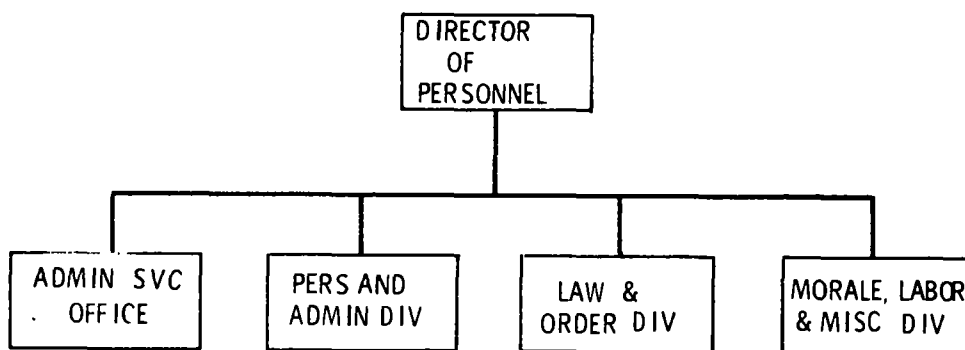 DIRECTOR
OF
PERSONNEL
ADMIN SVC
OFFICE
PERS AND
ADMIN DIV
LAW &
ORDER DIV
MORALE, LABOR
& MISC DIV